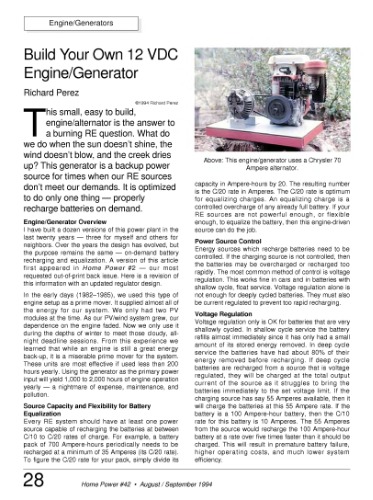 Engine/Generators
Build Your Own 12 VDC
Engine/Generator
Richard Perez
©1994 Richard Perez
This small, easy to build,
engine/alternator is the answer to
a burning RE question. What do
we do when the sun doesn't shine, the
wind doesn't blow, and the creek dries
up? This generator is a backup power
source for times when our RE sources
don't meet our demands. It is optimized
to do only one thing — properly
recharge batteries on demand.
Engine/Generator Overview
I have built a dozen versions of this power plant in the
last twenty years — three for myself and others for
neighbors. Over the years the design has evolved, but
the purpose remains the same — on-demand battery
recharging and equalization. A version of this article
first appeared in Home Power #2 — our most
requested out-of-print back issue. Here is a revision of
this information with an updated regulator design.
In the early days (1982–1985), we used this type of
engine setup as a prime mover. It supplied almost all of
the energy for our system. We only had two PV
modules at the time. As our PV/wind system grew, our
dependence on the engine faded. Now we only use it
during the depths of winter to meet those cloudy, all-
night deadline sessions. From this experience we
learned that while an engine is still a great energy
back-up, it is a miserable prime mover for the system.
These units are most effective if used less than 200
hours yearly. Using the generator as the primary power
input will yield 1,000 to 2,000 hours of engine operation
yearly — a nightmare of expense, maintenance, and
pollution.
Source Capacity and Flexibility for Battery
Equalization
Every RE system should have at least one power
source capable of recharging the batteries at between
C/10 to C/20 rates of charge. For example, a battery
pack of 700 Ampere-hours periodically needs to be
recharged at a minimum of 35 Amperes (its C/20 rate).
To figure the C/20 rate for your pack, simply divide its
Above: This engine/generator uses a Chrysler 70
Ampere alternator.
capacity in Ampere-hours by 20. The resulting number
is the C/20 rate in Amperes. The C/20 rate is optimum
for equalizing charges. An equalizing charge is a
controlled overcharge of any already full battery. If your
RE sources are not powerful enough, or flexible
enough, to equalize the battery, then this engine-driven
source can do the job.
Power Source Control
Energy sources which recharge batteries need to be
controlled. If the charging source is not controlled, then
the batteries may be overcharged or recharged too
rapidly. The most common method of control is voltage
regulation. This works fine in cars and in batteries with
shallow cycle, float service. Voltage regulation alone is
not enough for deeply cycled batteries. They must also
be current regulated to prevent too rapid recharging.
Voltage Regulation
Voltage regulation only is OK for batteries that are very
shallowly cycled. In shallow cycle service the battery
refills almost immediately since it has only had a small
amount of its stored energy removed. In deep cycle
service the batteries have had about 80% of their
energy removed before recharging. If deep cycle
batteries are recharged from a source that is voltage
regulated, they will be charged at the total output
current of the source as it struggles to bring the
batteries immediately to the set voltage limit. If the
charging source has say 55 Amperes available, then it
will charge the batteries at this 55 Ampere rate. If the
battery is a 100 Ampere-hour battery, then the C/10
rate for this battery is 10 Amperes. The 55 Amperes
from the source would recharge the 100 Ampere-hour
battery at a rate over five times faster than it should be
charged. This will result in premature battery failure,
higher operating costs, and much lower system
efficiency.
28
Home Power #42 • August / September 1994